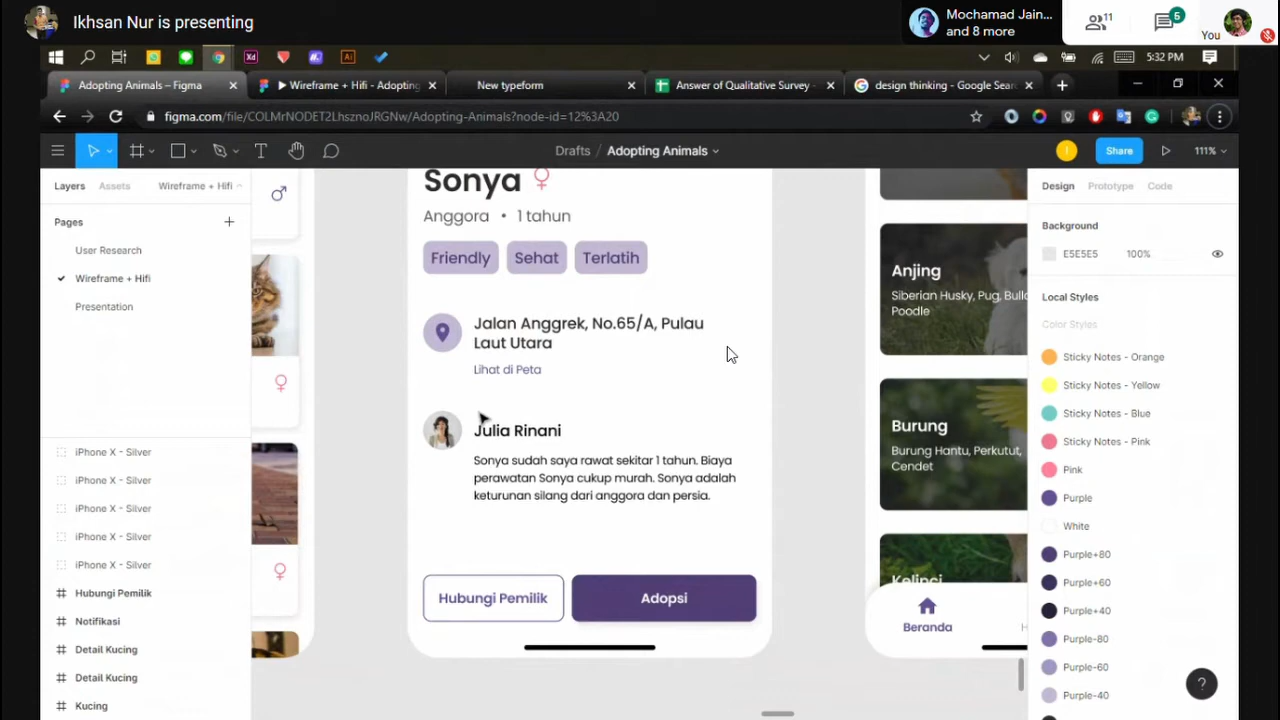 Ikhsan Nur is presenting
Mochamad Jain...
and 8 more
11
5
You
Xd
Ai
5:32 PM
Adopting Animals – Figma
Wireframe + Hifi - Adopting
New typeform
Answer of Qualitative Survey -
design thinking - Google Sear
figma.com/file/COLMrNODET2LhsznoJRGNw/Adopting-Animals?node-id=12%3A20
Drafts / Adopting Animals
I
Share
111%
Layers
Assets
Wireframe + Hifi
Pages
User Research
Wireframe + Hifi
Presentation
iPhone X - Silver
iPhone X - Silver
iPhone X - Silver
iPhone X - Silver
iPhone X - Silver
Hubungi Pemilik
Notifikasi
Detail Kucing
Detail Kucing
Kucing
Sonya
Anggora • 1 tahun
Friendly
Sehat
Terlatih
Jalan Anggrek, No.65/A, Pulau
Laut Utara
Lihat di Peta
Julia Rinani
Sonya sudah saya rawat sekitar 1 tahun. Biaya
perawatan Sonya cukup murah. Sonya adalah
keturunan silang dari anggora dan persia.
Hubungi Pemilik
Adopsi
Anjing
Siberian Husky, Pug, Bulld
Poodle
Burung
Burung Hantu, Perkutut,
Cendet
Kelinci
Beranda
H
Design
Prototype
Code
Background
E5E5E5
100%
Local Styles
Color Styles
Sticky Notes - Orange
Sticky Notes - Yellow
Sticky Notes - Blue
Sticky Notes - Pink
Pink
Purple
White
Purple+80
Purple+60
Purple+40
Purple-80
Purple-60
Purple-40
?